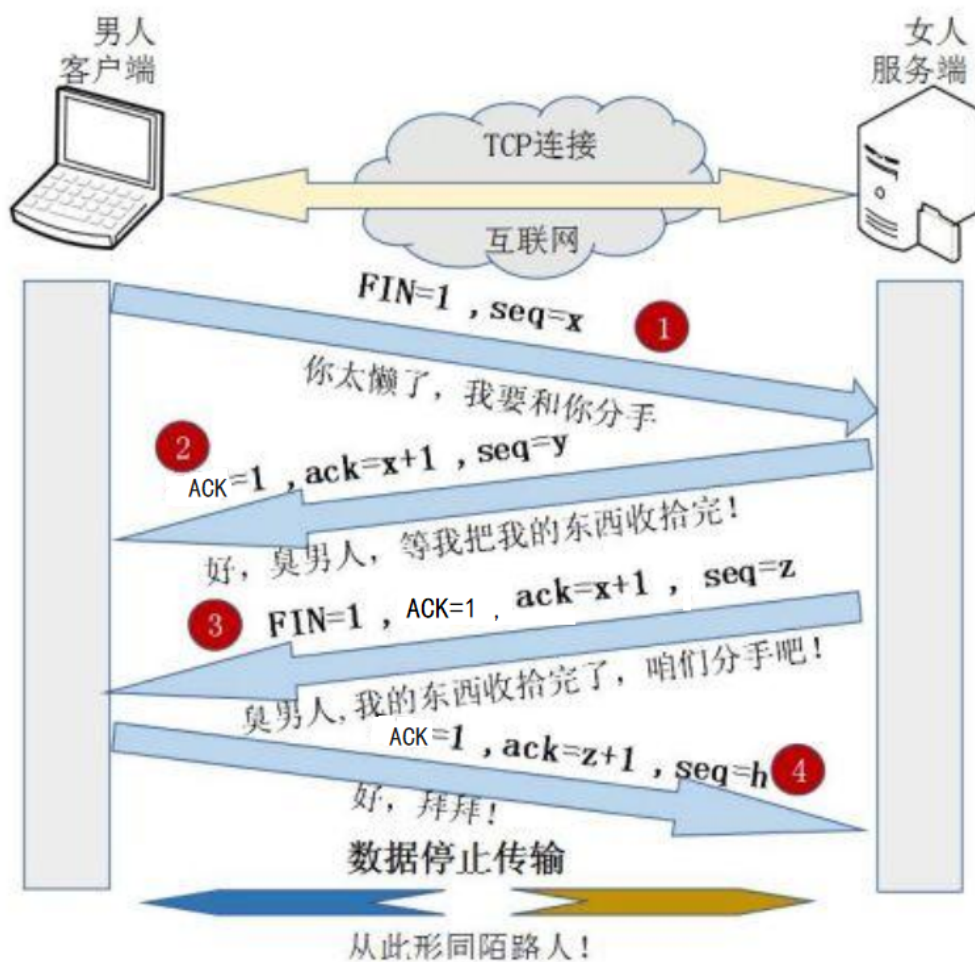 男人
客户端
女人
服务端
TCP连接
互联网
FIN=1 , seq=x
1
你太懒了，我要和你分手
2
ACK=1 , ack=x+1 , seq=y
好，臭男人，等我把我的东西收拾完！
3
FIN=1 , ACK=1 , ack=x+1 , seq=z
臭男人,我的东西收拾完了，咱们分手吧！
ACK=1 , ack=z+1 , seq=h
4
好，拜拜！
数据停止传输
从此形同陌路人！